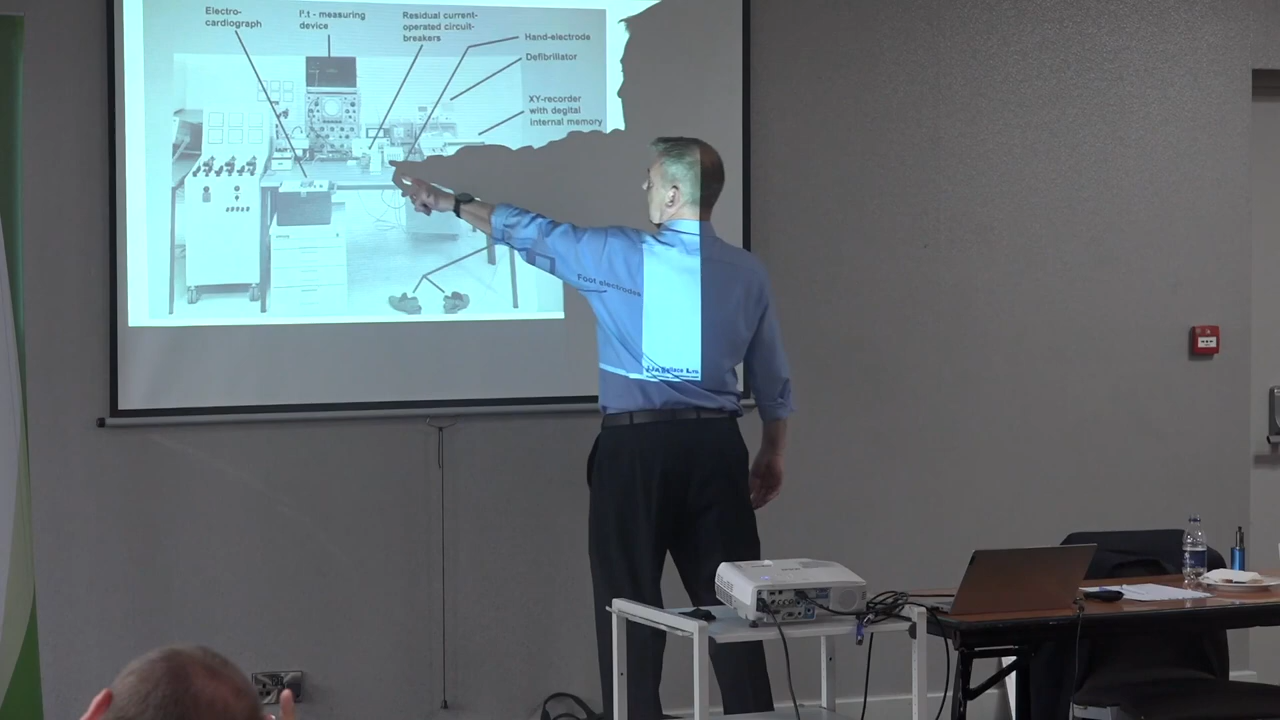 Electro-
cardiograph
I².t - measuring
device
Residual current-
operated circuit-
breakers
Hand-electrode
Defibrillator
XY-recorder
with degital
internal memory
Foot electrodes